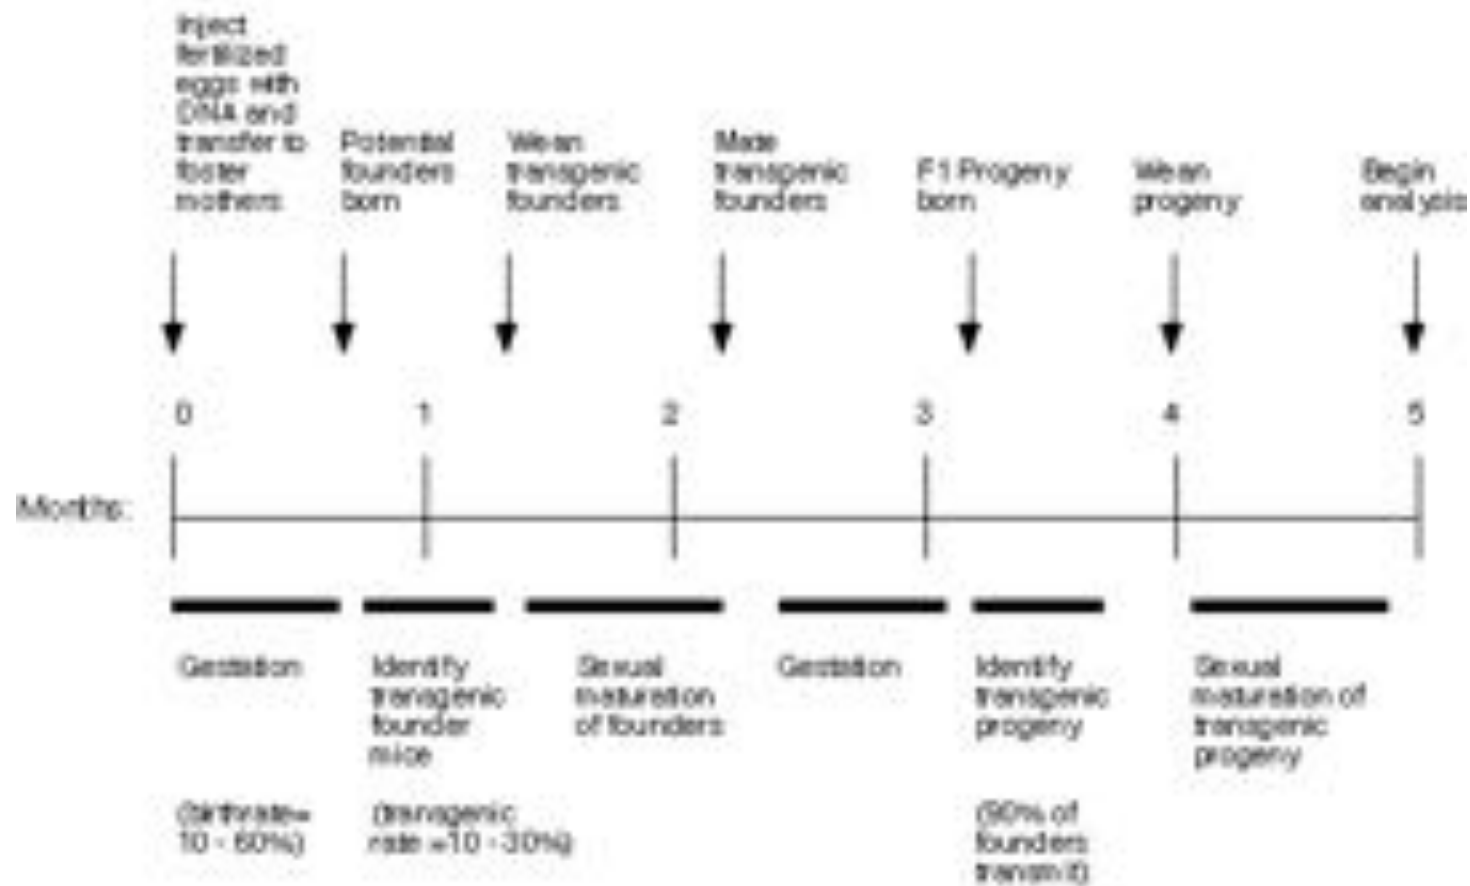 Inject
fertilized
eggs with
DNA and
transfer to
foster
mothers
Potential
founders
born
Wean
transgenic
founders
Mate
transgenic
founders
F1 Progeny
born
Wean
progeny
Begin
analysis
0
1
2
3
4
5
Months:
Gestation
Identify
transgenic
founder
mice
Sexual
maturation
of founders
Gestation
Identify
transgenic
progeny
Sexual
maturation of
transgenic
progeny
(birthrate=
10 - 60%)
(transgenic
rate =10 - 30%)
(90% of
founders
transmit)